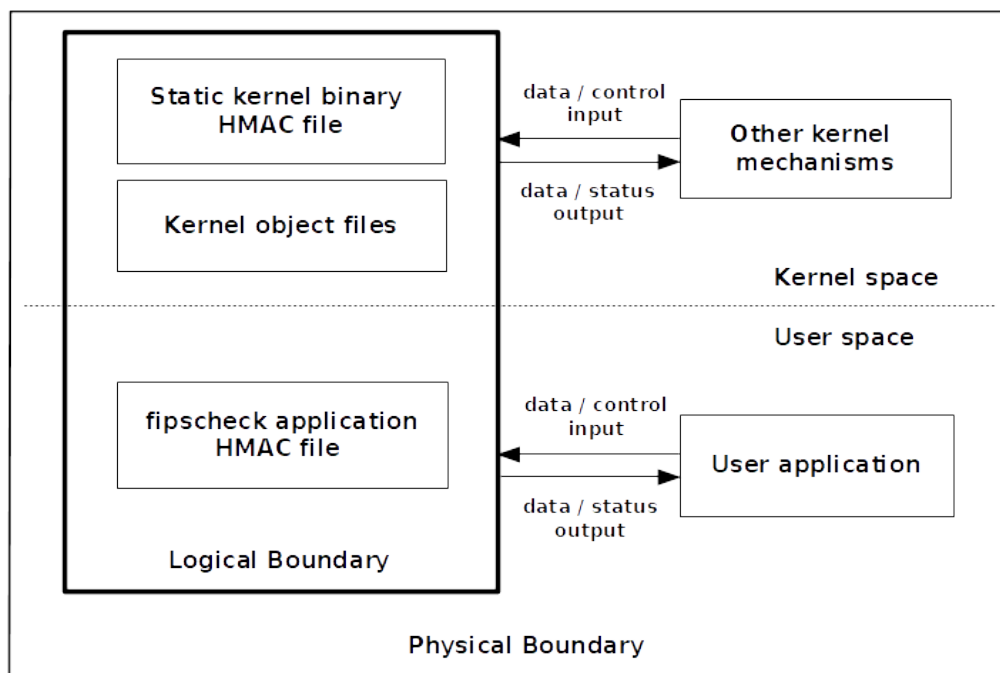 Static kernel binary
HMAC file
Kernel object files
data / control
input
data / status
output
Other kernel
mechanisms
Kernel space
User space
fipscheck application
HMAC file
data / control
input
data / status
output
User application
Logical Boundary
Physical Boundary